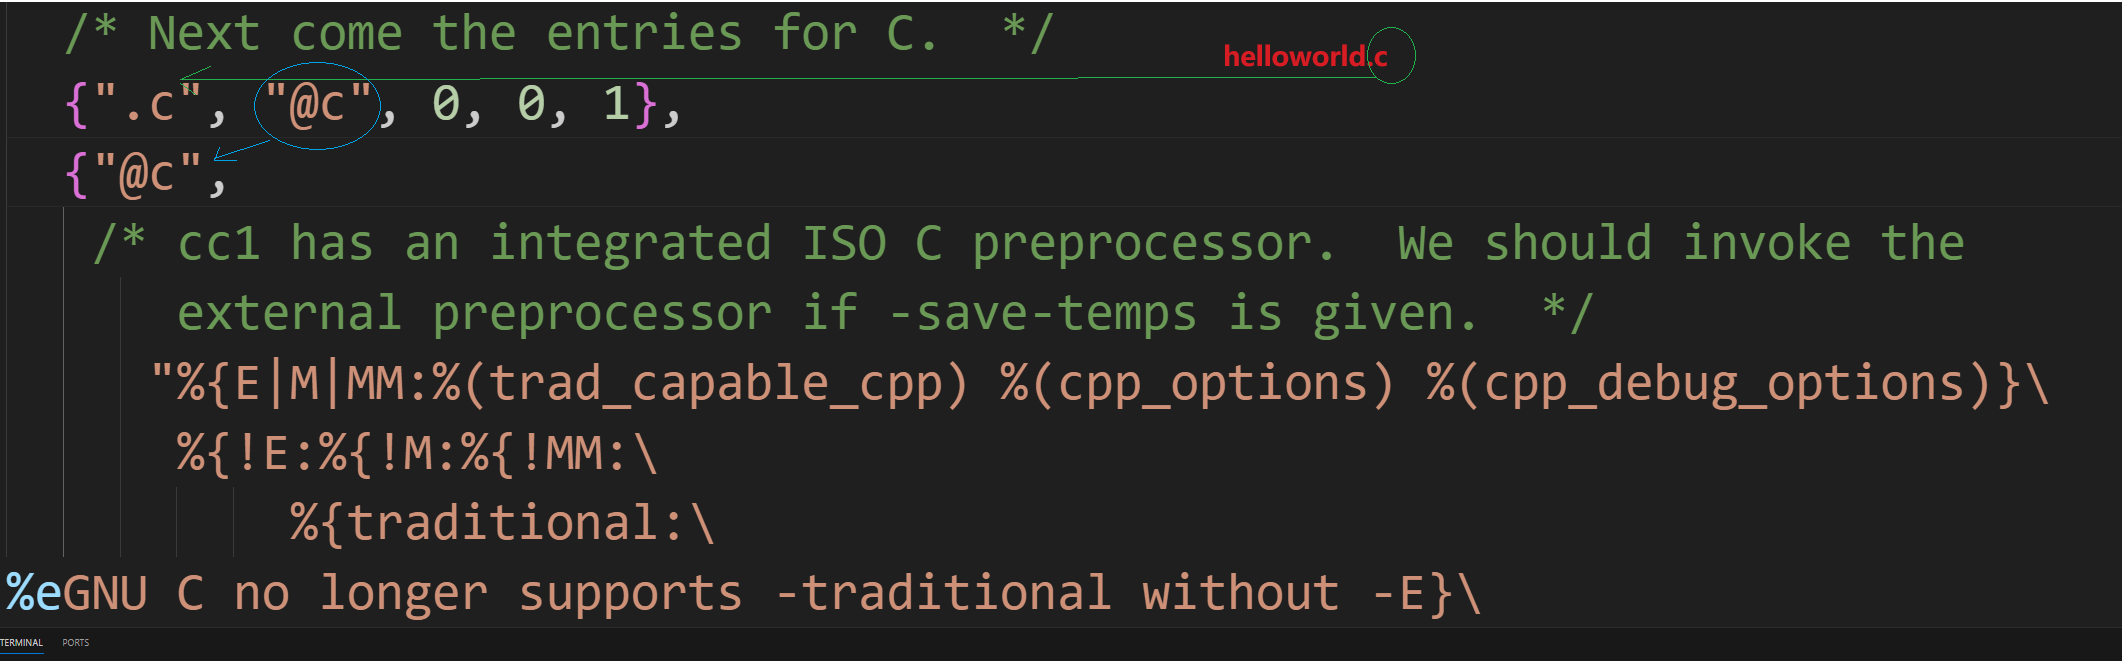 /* Next come the entries for C.  */
helloworld.c
{".c", "@c", 0, 0, 1},
{"@c",
/* cc1 has an integrated ISO C preprocessor.  We should invoke the
external preprocessor if -save-temps is given.  */
"%{E|M|MM:%(trad_capable_cpp) %(cpp_options) %(cpp_debug_options)}\
%{!E:%{!M:%{!MM:\
%{traditional:\
%eGNU C no longer supports -traditional without -E}\
TERMINAL PORTS